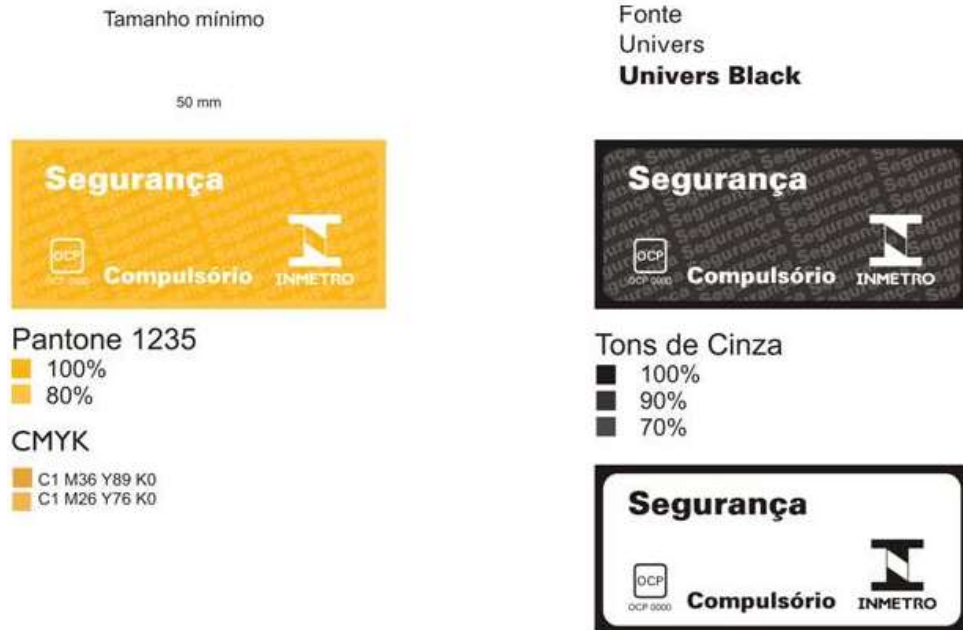 Tamanho mínimo
50 mm
Segurança
OCP
OCP 0000
Compulsório
INMETRO
Pantone 1235
100%
80%
CMYK
C1 M36 Y89 K0
C1 M26 Y76 K0
Fonte
Univers
Univers Black
Segurança
OCP
OCP 0000
Compulsório
INMETRO
Tons de Cinza
100%
90%
70%
Segurança
OCP
OCP 0000
Compulsório
INMETRO